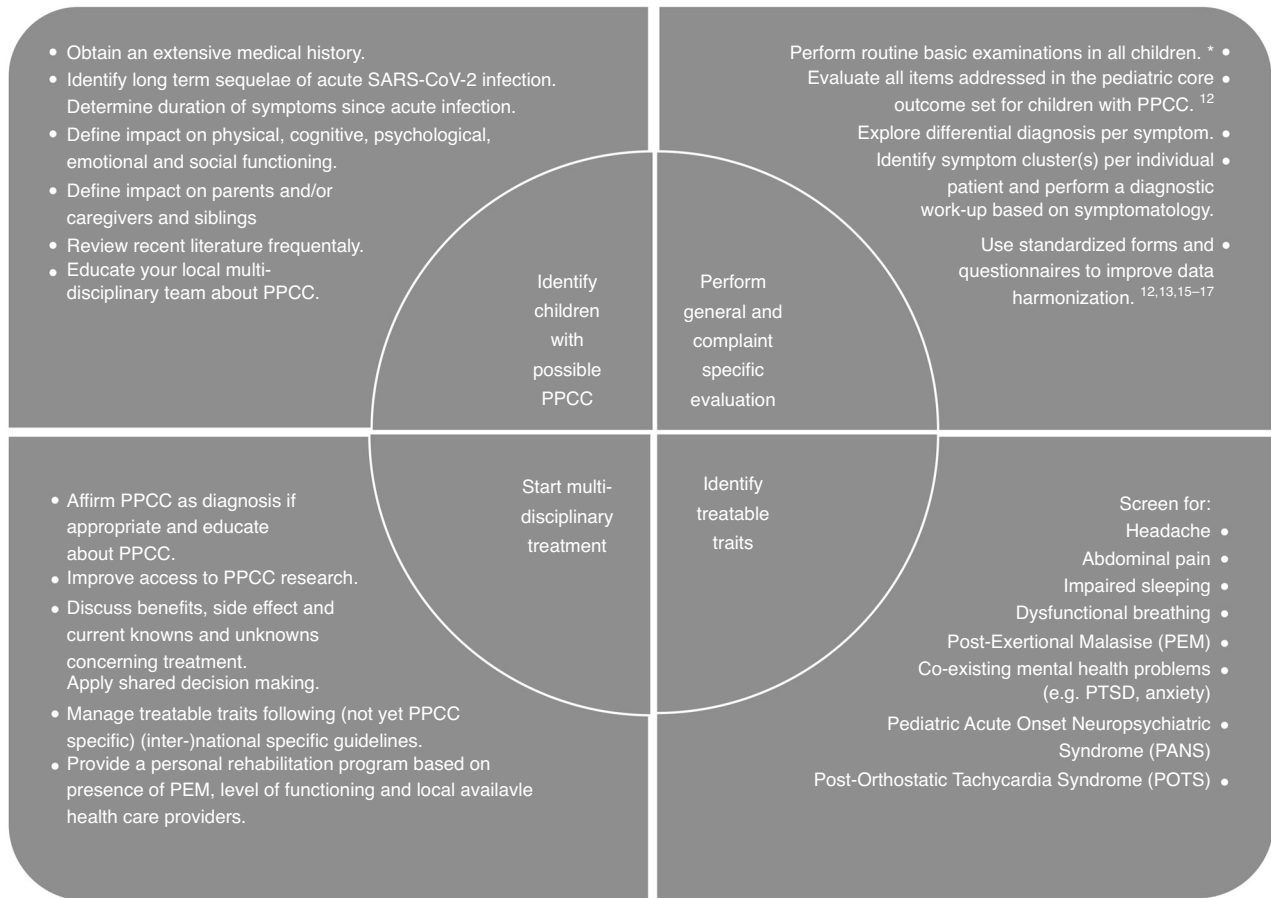 • Obtain an extensive medical history.
• Identify long term sequelae of acute SARS-CoV-2 infection.
Determine duration of symptoms since acute infection.
• Define impact on physical, cognitive, psychological,
emotional and social functioning.
• Define impact on parents and/or
caregivers and siblings
• Review recent literature frequentaly.
• Educate your local multi-
disciplinary team about PPCC.
Identify
children
with
possible
PPCC
Perform routine basic examinations in all children. * •
Evaluate all items addressed in the pediatric core •
outcome set for children with PPCC. 12
Explore differential diagnosis per symptom. •
Identify symptom cluster(s) per individual •
patient and perform a diagnostic
work-up based on symptomatology.
Use standardized forms and •
questionnaires to improve data
harmonization. 12,13,15–17
Perform
general and
complaint
specific
evaluation
• Affirm PPCC as diagnosis if
appropriate and educate
about PPCC.
• Improve access to PPCC research.
• Discuss benefits, side effect and
current knowns and unknowns
concerning treatment.
Apply shared decision making.
• Manage treatable traits following (not yet PPCC
specific) (inter-)national specific guidelines.
• Provide a personal rehabilitation program based on
presence of PEM, level of functioning and local availavle
health care providers.
Start multi-
disciplinary
treatment
Identify
treatable
traits
Screen for:
Headache •
Abdominal pain •
Impaired sleeping •
Dysfunctional breathing •
Post-Exertional Malasise (PEM) •
Co-existing mental health problems •
(e.g. PTSD, anxiety)
Pediatric Acute Onset Neuropsychiatric •
Syndrome (PANS)
Post-Orthostatic Tachycardia Syndrome (POTS) •